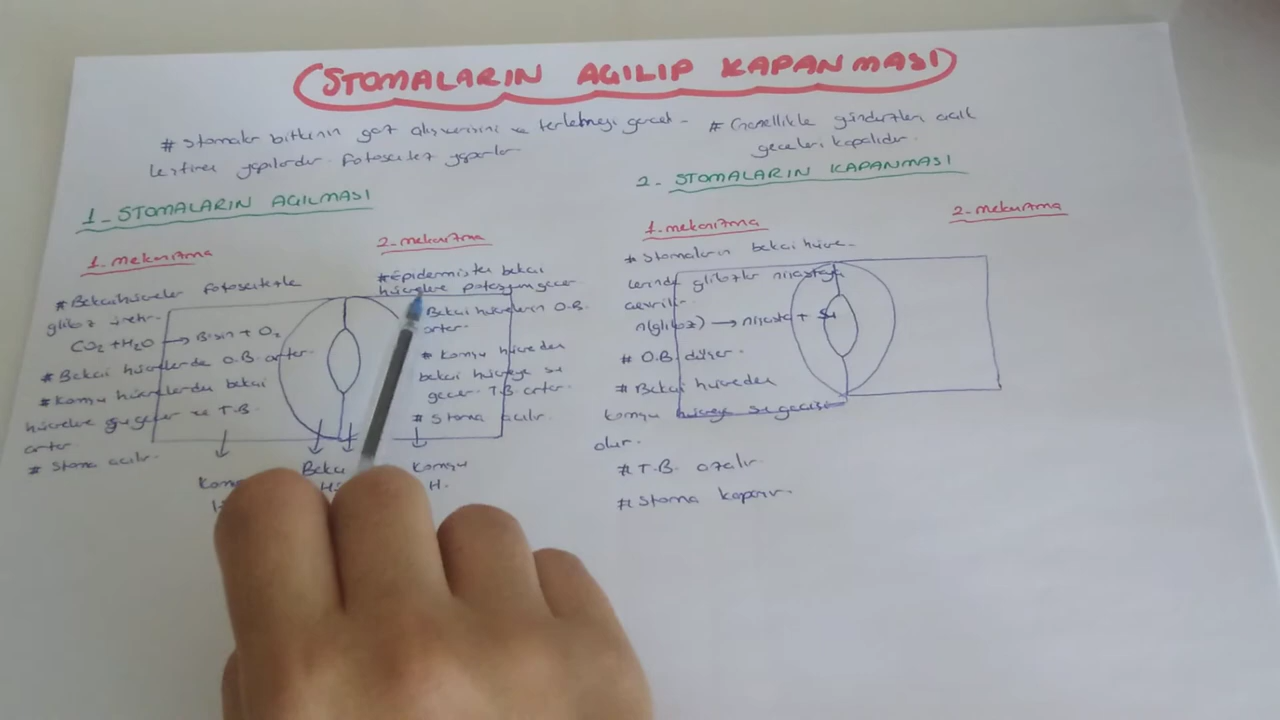 STOMALARIN AÇILIP KAPANMASI
# Stomalar bitkinin gaz alışverişini ve terlemeyi gerçek-
leştiren yapılardır. Fotosentez yaparlar
# Genellikle gündüzleri açık
geceleri kapalıdır.
1- STOMALARIN AÇILMASI
1. mekanizma
# Bekçi hücreler fotosentezle
glikoz üretir.
CO2 + H2O → Besin + O2
# Bekçi hücrelerde O.B. artar.
# Komşu hücrelerden bekçi
hücrelere su geçer ve T.B.
artar
# Stoma açılır.
2- mekanizma
# Epidermisten bekçi
hücrelere potasyum geçer
Bekçi hücrelerin O.B.
artar.
# Komşu hücreden
bekçi hücreye su
geçer. T.B. artar.
# Stoma açılır.
Komşu
H.
2- STOMALARIN KAPANMASI
1. mekanizma
# Stomaların bekçi hücre-
lerinde glikozlar nişastaya
çevrilir.
n(glikoz) → nişasta + Su
# O.B. düşer.
# Bekçi hücreden
komşu hücreye su geçişi
olur.
# T.B. azalır
# Stoma kapanır.
2- mekanizma